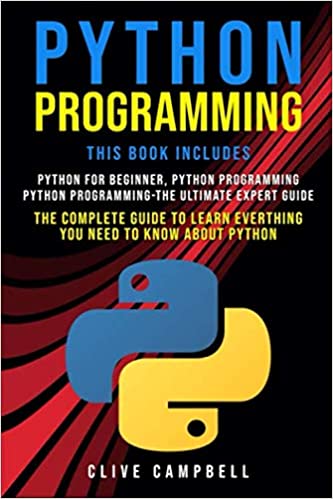 PYTHON
PROGRAMMING
THIS BOOK INCLUDES
PYTHON FOR BEGINNER, PYTHON PROGRAMMING
PYTHON PROGRAMMING-THE ULTIMATE EXPERT GUIDE
THE COMPLETE GUIDE TO LEARN EVERTHING
YOU NEED TO KNOW ABOUT PYTHON
CLIVE CAMPBELL